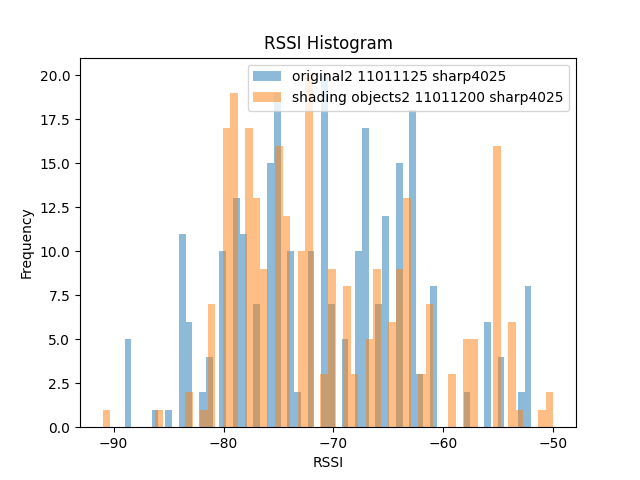 RSSI Histogram
original2 11011125 sharp4025
shading objects2 11011200 sharp4025
20.0
17.5
15.0
12.5
10.0
7.5
5.0
2.5
0.0
Frequency
−90
−80
−70
−60
−50
RSSI